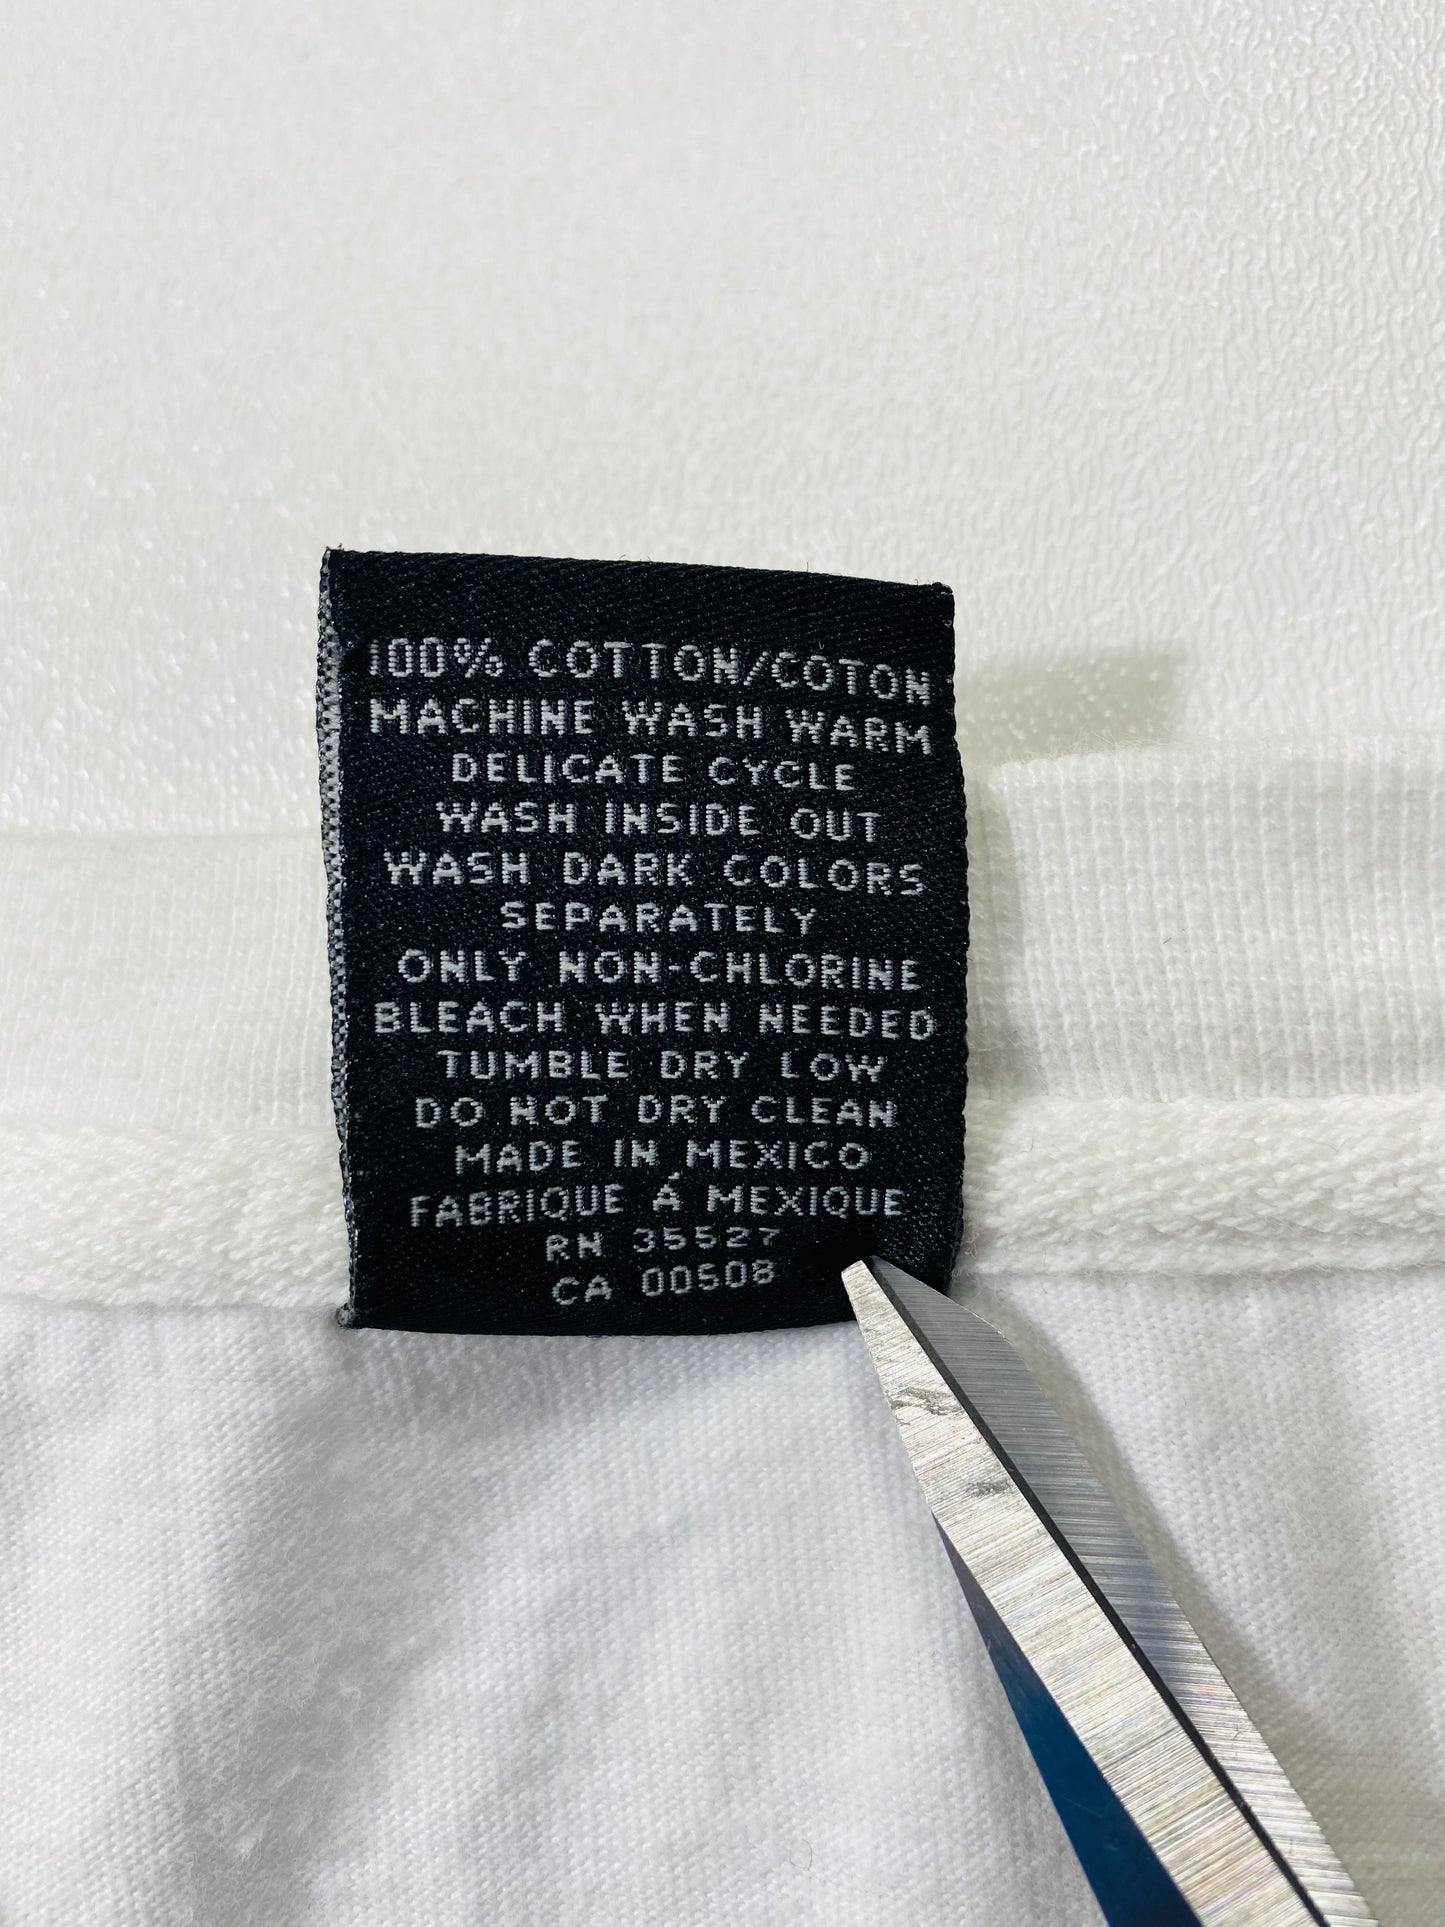 100% COTTON/COTON
MACHINE WASH WARM
DELICATE CYCLE
WASH INSIDE OUT
WASH DARK COLORS
SEPARATELY
ONLY NON-CHLORINE
BLEACH WHEN NEEDED
TUMBLE DRY LOW
DO NOT DRY CLEAN
MADE IN MEXICO
FABRIQUE Á MEXIQUE
RN 35527
CA 00508